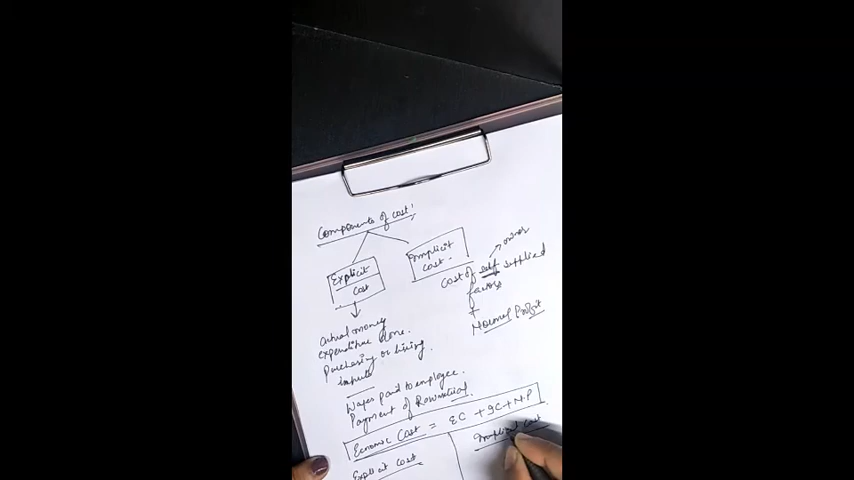 Components of cost:
Explicit
cost
Implicit
cost -
owner
cost of self supplied
factors
+
Normal Profit
Actual money
expenditure done.
Purchasing or hiring
inputs
Wages paid to employee.
Payment of Raw material.
Economic Cost = EC + IC + N.P
Explicit cost
Implicit cost